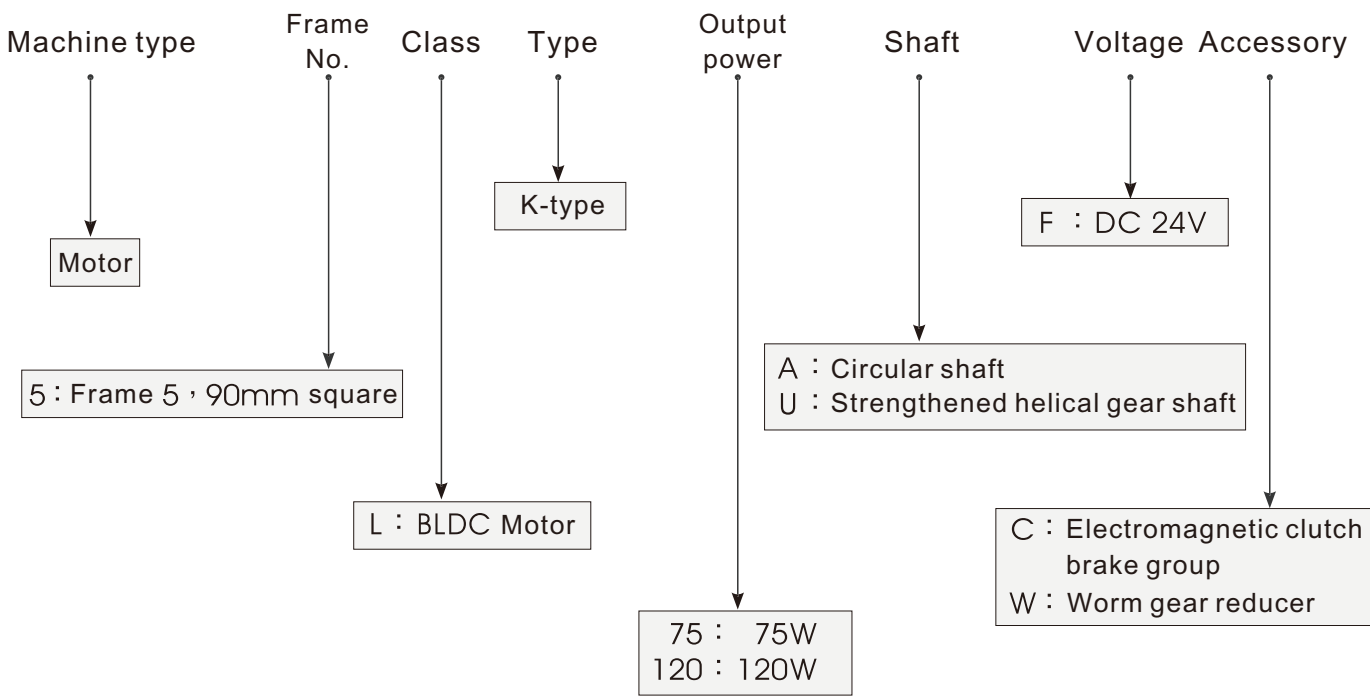 Machine type
Frame
No.
Class
Type
Output
power
Shaft
Voltage
Accessory
K-type
F：DC 24V
Motor
A：Circular shaft
U：Strengthened helical gear shaft
5：Frame 5，90mm square
L：BLDC Motor
C：Electromagnetic clutch
brake group
W：Worm gear reducer
75： 75W
120：120W